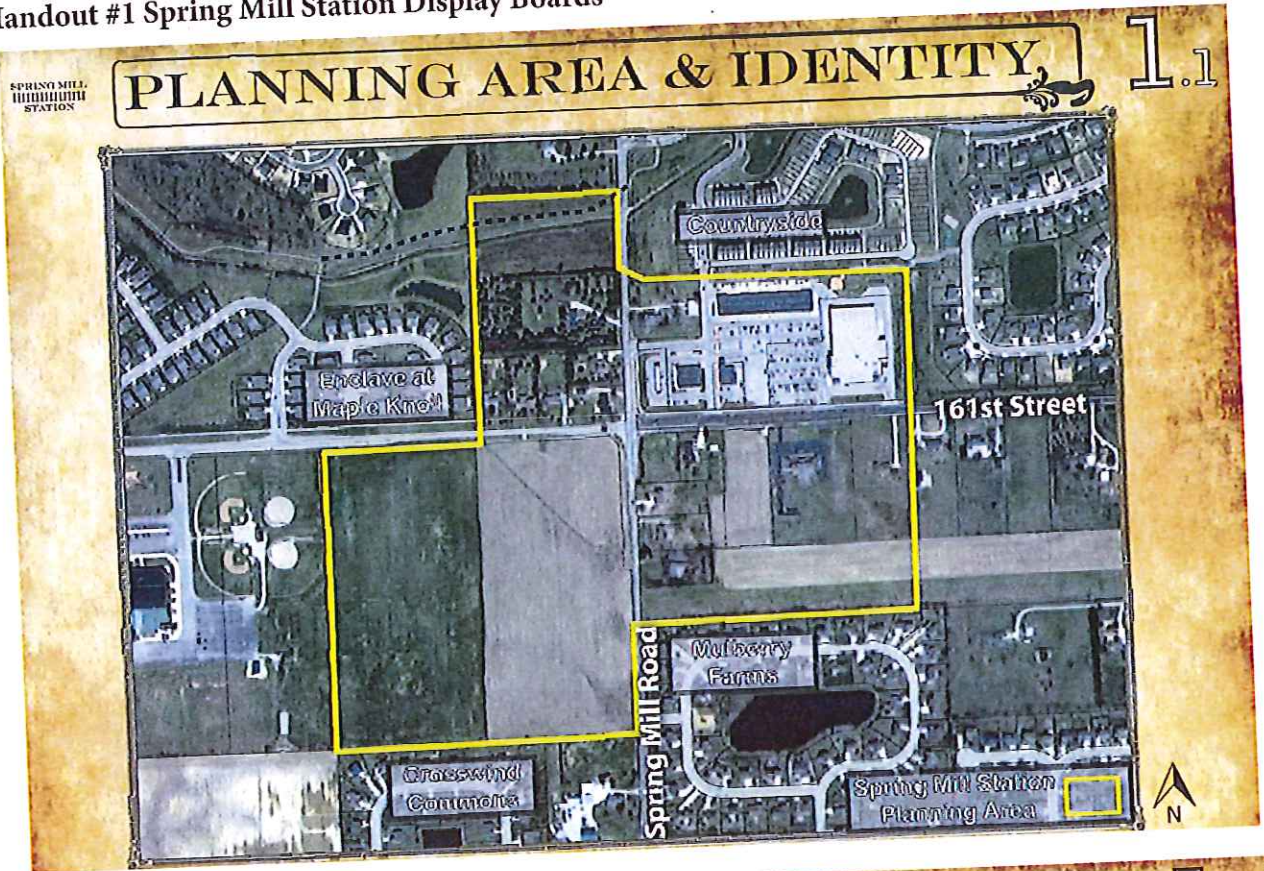 Handout #1 Spring Mill Station Display Boards
SPRING MILL
STATION
PLANNING AREA & IDENTITY
1.1
Countryside
Enclave at
Maple Knoll
161st Street
Spring Mill Road
Mulberry
Farms
Crosswind
Commons
Spring Mill Station
Planning Area
N